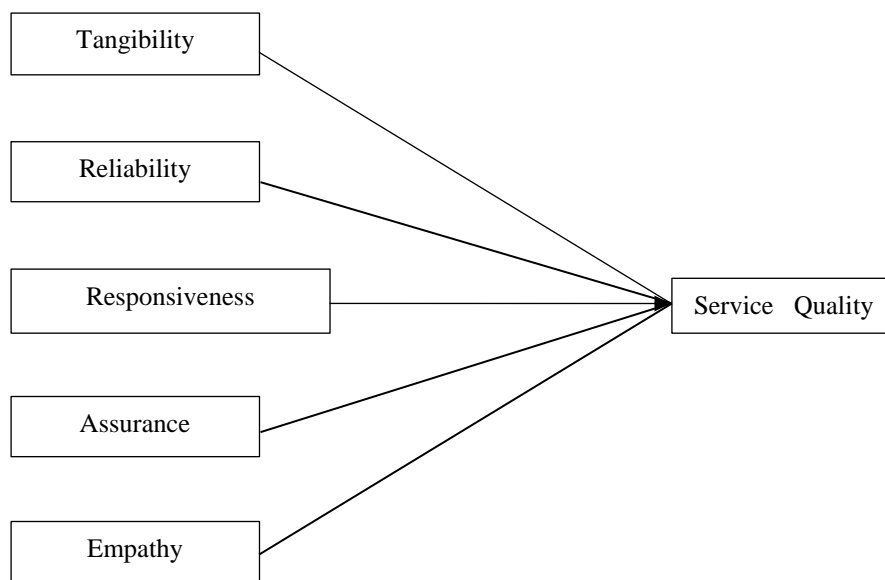 Tangibility
Reliability
Responsiveness
Service Quality
Assurance
Empathy